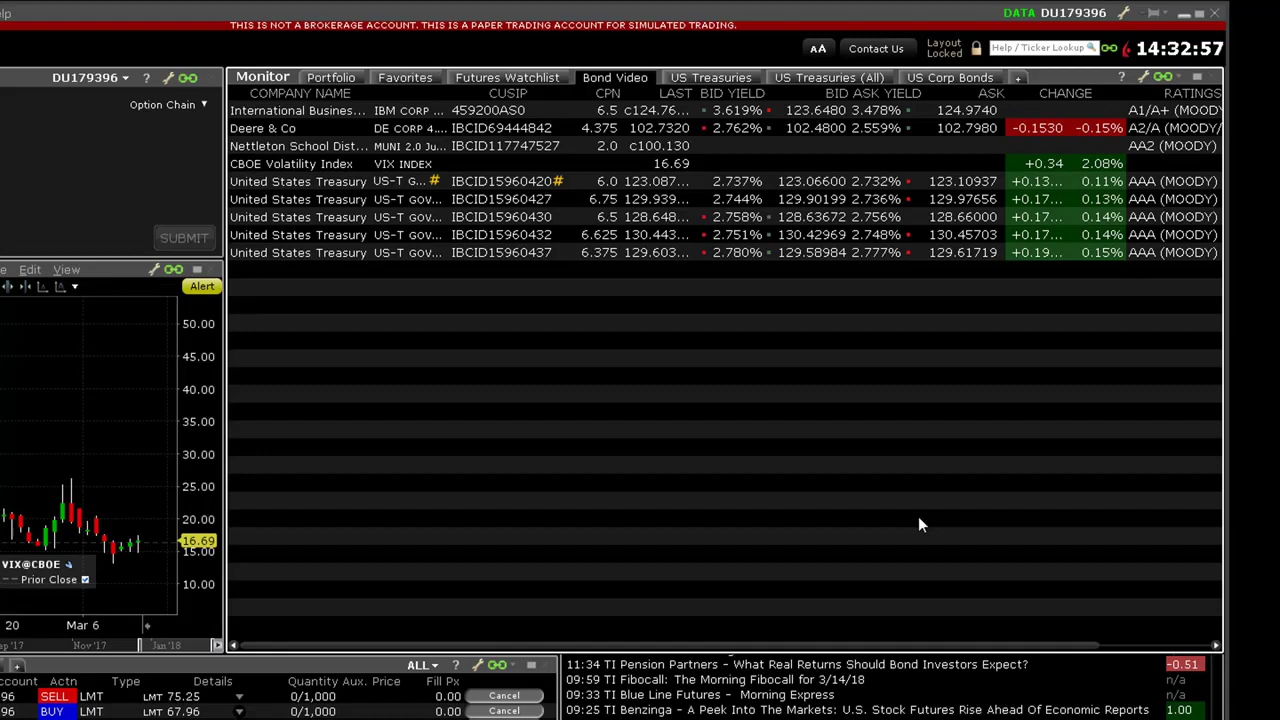 elp
DATA DU179396
THIS IS NOT A BROKERAGE ACCOUNT. THIS IS A PAPER TRADING ACCOUNT FOR SIMULATED TRADING.
AA Contact Us Layout Locked Help / Ticker Lookup 14:32:57
DU179396 ?
Option Chain
SUBMIT
Monitor Portfolio Favorites Futures Watchlist Bond Video US Treasuries US Treasuries (All) US Corp Bonds + ?
COMPANY NAME CUSIP CPN LAST BID YIELD BID ASK YIELD ASK CHANGE RATINGS
International Busines... IBM CORP ... 459200AS0 6.5 c124.76... 3.619% 123.6480 3.478% 124.9740 A1/A+ (MOODY
Deere & Co DE CORP 4.... IBCID69444842 4.375 102.7320 2.762% 102.4800 2.559% 102.7980 -0.1530 -0.15% A2/A (MOODY/
Nettleton School Dist... MUNI 2.0 Ju... IBCID117747527 2.0 c100.130 AA2 (MOODY)
CBOE Volatility Index VIX INDEX 16.69 +0.34 2.08%
United States Treasury US-T G... # IBCID15960420 # 6.0 123.087... 2.737% 123.06600 2.732% 123.10937 +0.13... 0.11% AAA (MOODY)
United States Treasury US-T GOV... IBCID15960427 6.75 129.939... 2.744% 129.90199 2.736% 129.97656 +0.17... 0.13% AAA (MOODY)
United States Treasury US-T GOV... IBCID15960430 6.5 128.648... 2.758% 128.63672 2.756% 128.66000 +0.17... 0.14% AAA (MOODY)
United States Treasury US-T GOV... IBCID15960432 6.625 130.443... 2.751% 130.42969 2.748% 130.45703 +0.17... 0.14% AAA (MOODY)
United States Treasury US-T GOV... IBCID15960437 6.375 129.603... 2.780% 129.58984 2.777% 129.61719 +0.19... 0.15% AAA (MOODY)
e Edit View
Alert
50.00
45.00
40.00
35.00
30.00
25.00
20.00
16.69
15.00
10.00
VIX@CBOE
Prior Close
20 Mar 6
ep '17 Nov '17 Jan '18
+ ALL ?
ccount Actn Type Details Quantity Aux. Price Fill Px
96 SELL LMT LMT 75.25 0/1,000 0.00 Cancel
96 BUY LMT LMT 67.96 0/1,000 0.00 Cancel
11:34 TI Pension Partners - What Real Returns Should Bond Investors Expect? -0.51
09:59 TI Fibocall: The Morning Fibocall for 3/14/18 n/a
09:33 TI Blue Line Futures - Morning Express n/a
09:25 TI Benzinga - A Peek Into The Markets: U.S. Stock Futures Rise Ahead Of Economic Reports 1.00